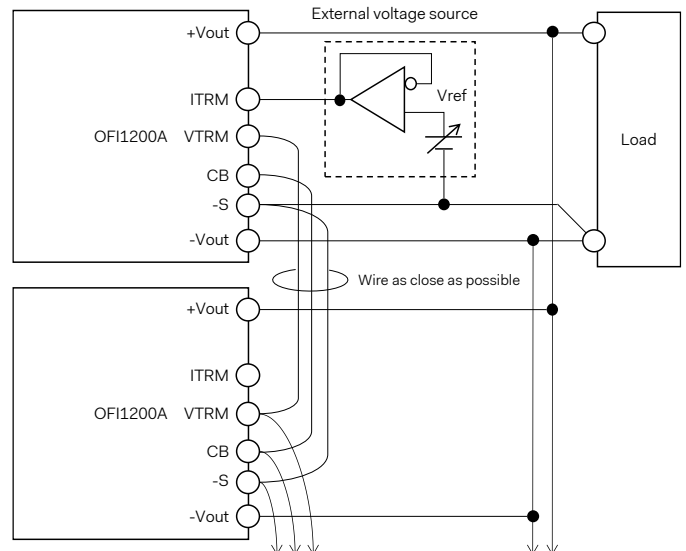 External voltage source
+Vout
ITRM
Vref
OFI1200A VTRM
Load
CB
-S
-Vout
Wire as close as possible
+Vout
ITRM
OFI1200A VTRM
CB
-S
-Vout